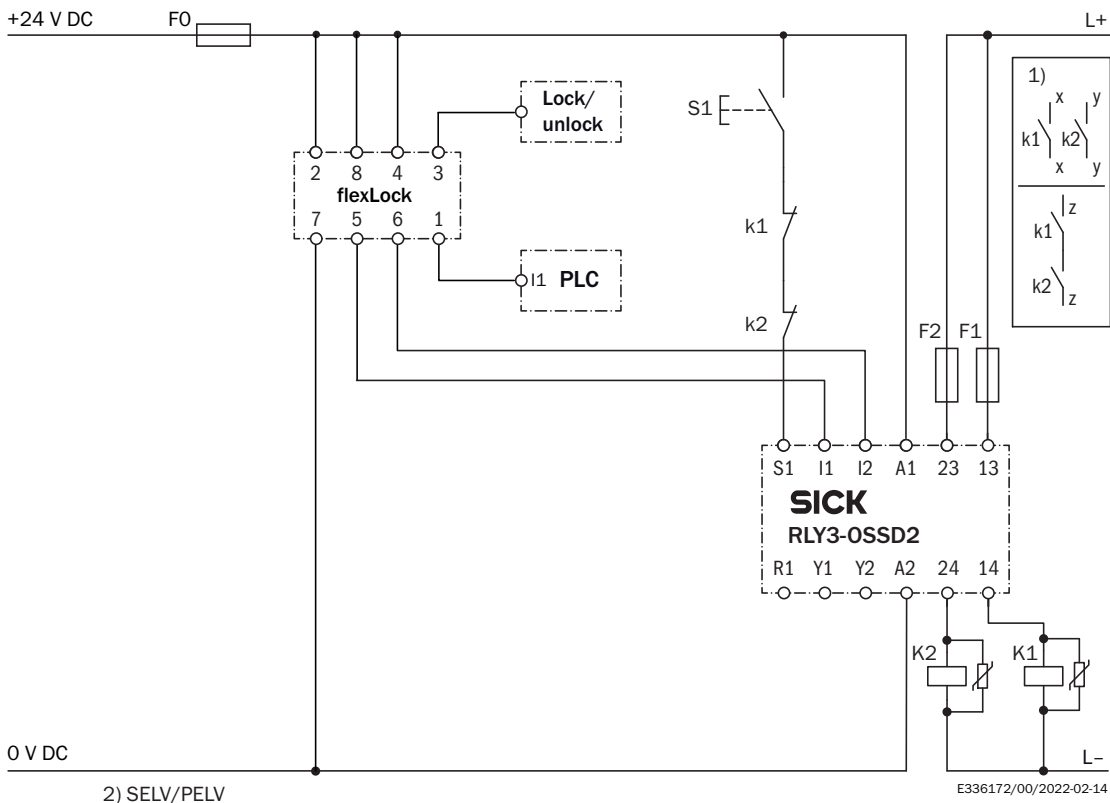 +24 V DC
F0
L+
1)
x
y
k1
k2
x
y
z
k1
k2
z
Lock/
unlock
S1
2 8 4 3
flexLock
7 5 6 1
k1
I1 PLC
k2
F2 F1
S1 I1 I2 A1 23 13
SICK
RLY3-OSSD2
R1 Y1 Y2 A2 24 14
K2 K1
0 V DC
L–
2) SELV/PELV
E336172/00/2022-02-14